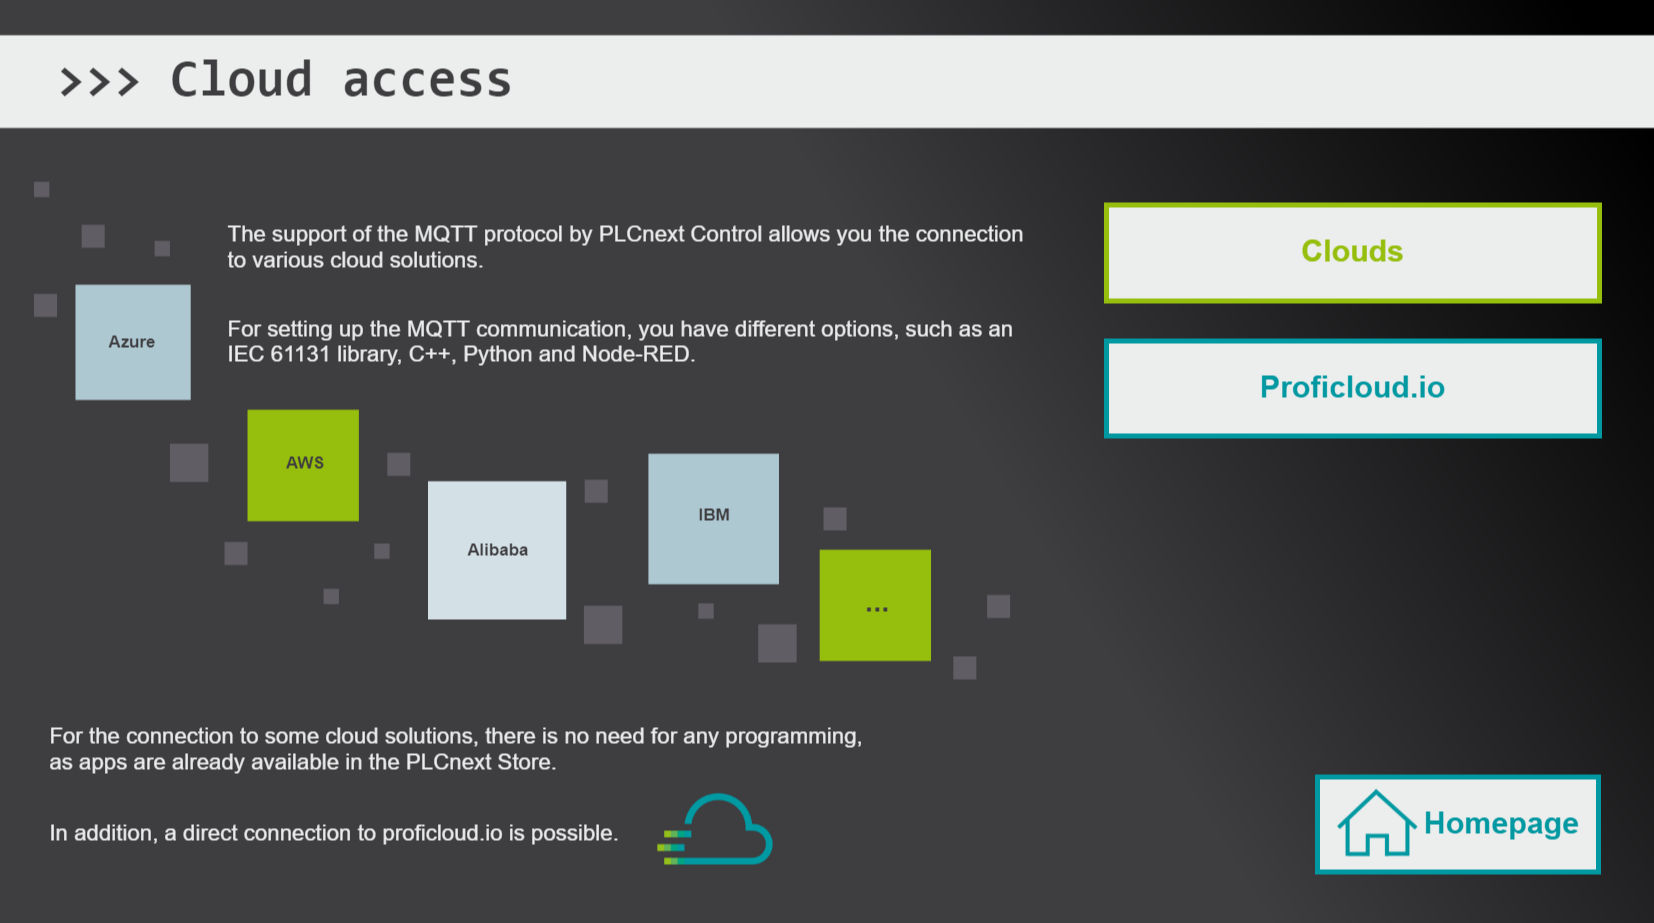 >>> Cloud access
The support of the MQTT protocol by PLCnext Control allows you the connection
to various cloud solutions.
For setting up the MQTT communication, you have different options, such as an
IEC 61131 library, C++, Python and Node-RED.
Clouds
Proficloud.io
Azure
AWS
Alibaba
IBM
...
For the connection to some cloud solutions, there is no need for any programming,
as apps are already available in the PLCnext Store.
In addition, a direct connection to proficloud.io is possible.
Homepage